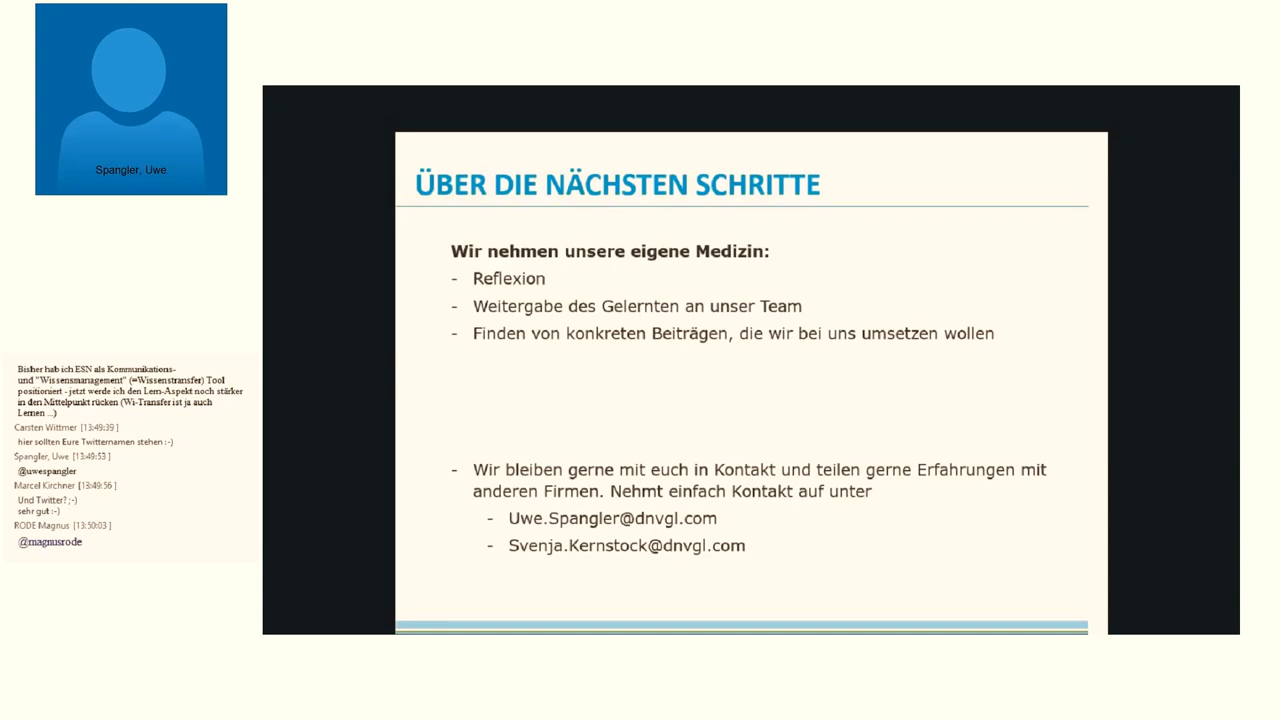 Spangler, Uwe
ÜBER DIE NÄCHSTEN SCHRITTE
Wir nehmen unsere eigene Medizin:
- Reflexion
- Weitergabe des Gelernten an unser Team
- Finden von konkreten Beiträgen, die wir bei uns umsetzen wollen
- Wir bleiben gerne mit euch in Kontakt und teilen gerne Erfahrungen mit
anderen Firmen. Nehmt einfach Kontakt auf unter
- Uwe.Spangler@dnvgl.com
- Svenja.Kernstock@dnvgl.com
Bisher hab ich ESN als Kommunikations-
und "Wissensmanagement" (=Wissenstransfer) Tool
positioniert - jetzt werde ich den Lern-Aspekt noch stärker
in den Mittelpunkt rücken (Wi-Transfer ist ja auch
Lernen ...)
Carsten Wittmer [13:49:39 ]
hier sollten Eure Twitternamen stehen :-)
Spangler, Uwe [13:49:53 ]
@uwespangler
Marcel Kirchner [13:49:56 ]
Und Twitter? ;-)
sehr gut :-)
RODE Magnus [13:50:03 ]
@magnusrode